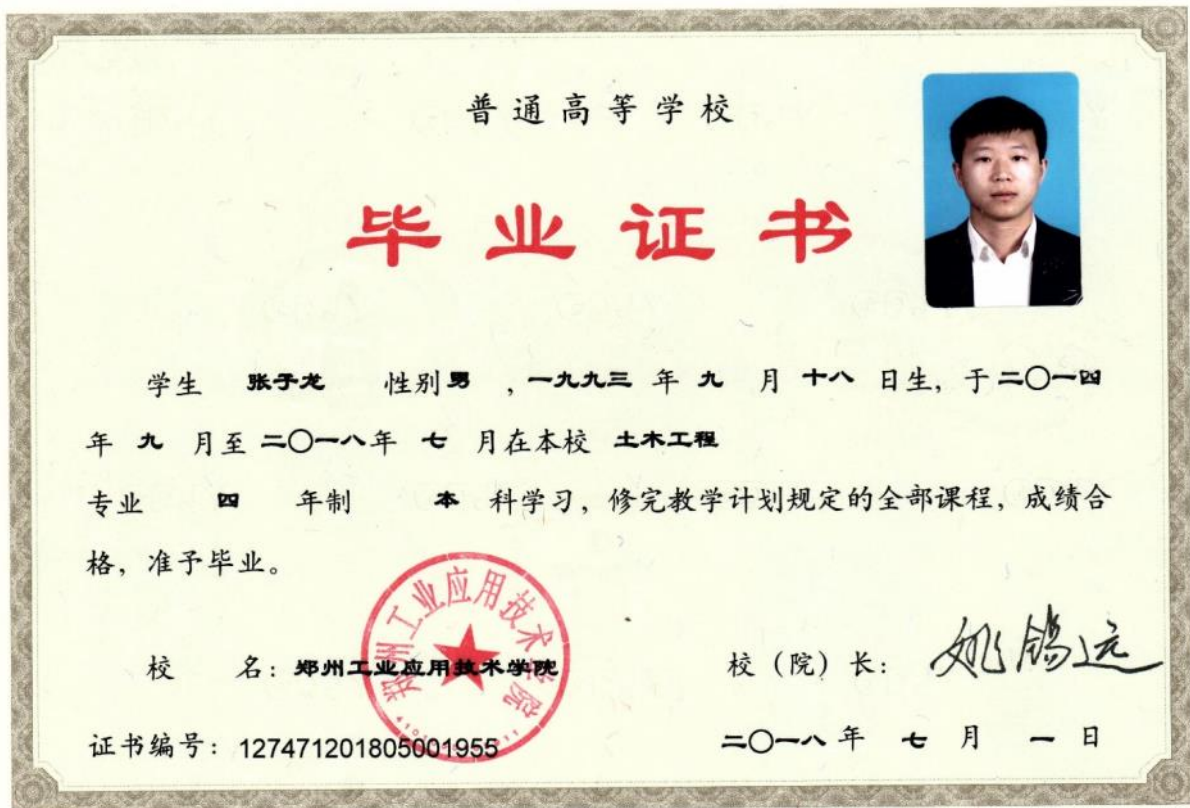 普通高等学校
毕业证书
学生 张子龙 性别 男 ，一九九三 年 九 月 十八 日生，于 二〇一四
年 九 月至 二〇一八 年 七 月在本校 土木工程
专业 四 年制 本 科学习，修完教学计划规定的全部课程，成绩合
格，准予毕业。
郑州工业应用技术学院
校 名：郑州工业应用技术学院 校（院）长：姚锡远
证书编号：127471201805001955 二〇一八 年 七 月 一 日